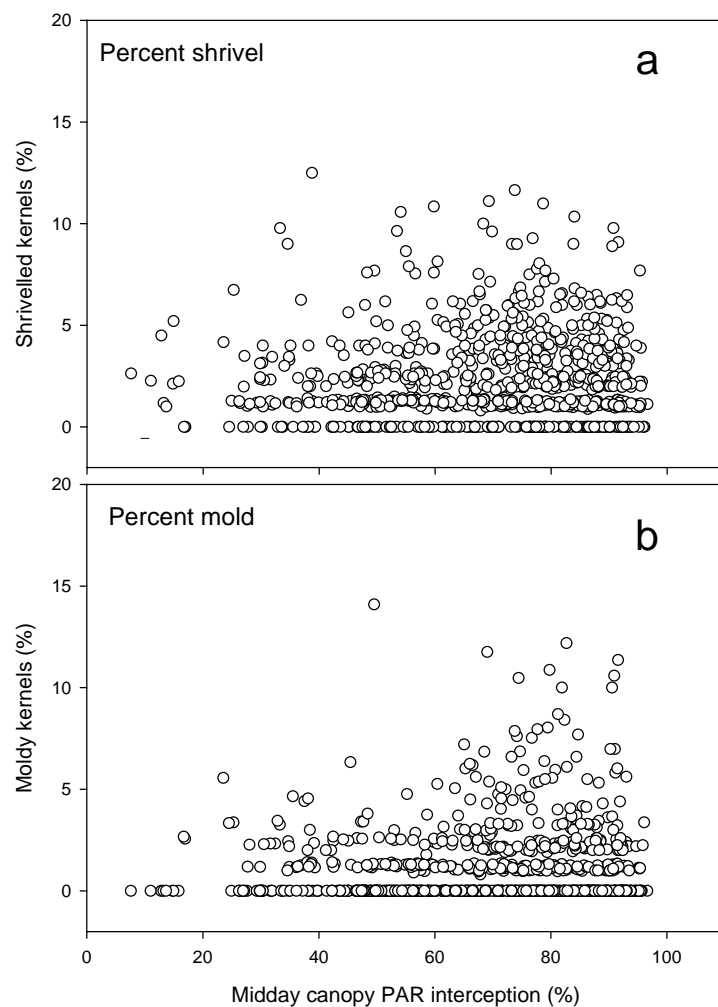 20
Percent shrivel
a
15
Shrivelled kernels (%)
10
5
0
20
Percent mold
b
15
Moldy kernels (%)
10
5
0
0 20 40 60 80 100
Midday canopy PAR interception (%)